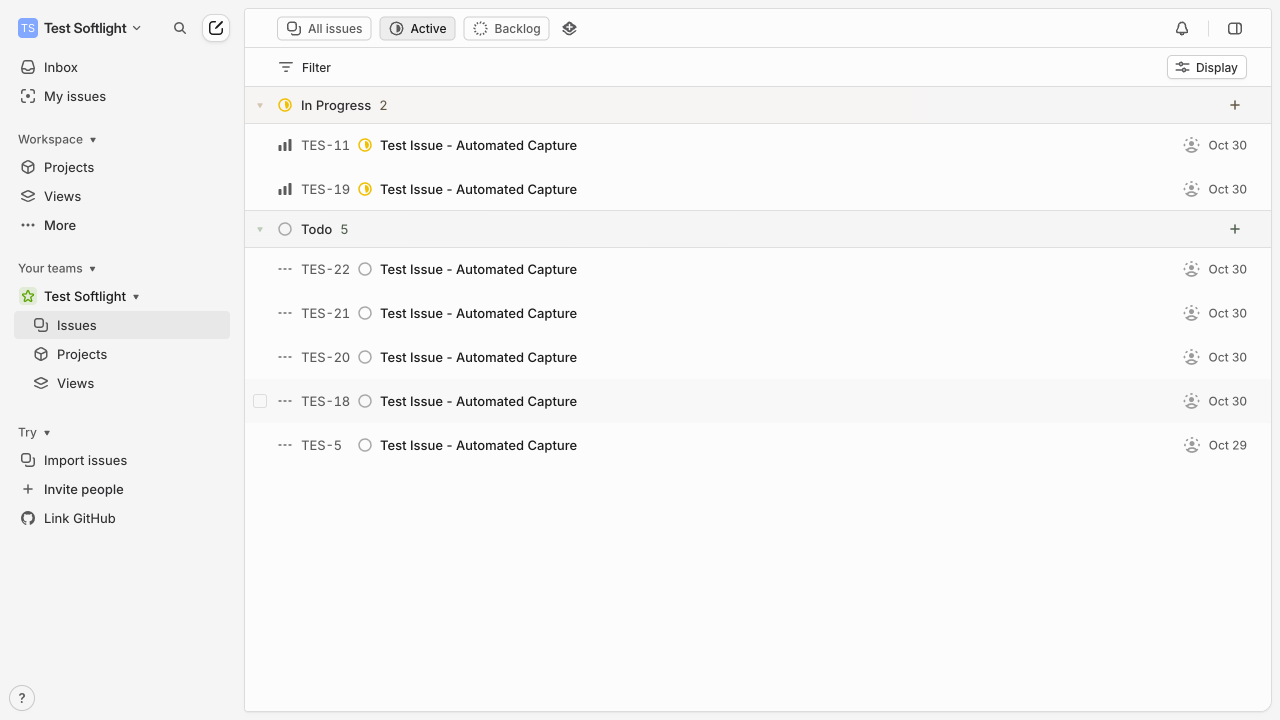 TS Test Softlight
Inbox
My issues
Workspace
Projects
Views
More
Your teams
Test Softlight
Issues
Projects
Views
Try
Import issues
Invite people
Link GitHub
?
All issues Active Backlog
Filter Display
In Progress 2
TES-11 Test Issue - Automated Capture Oct 30
TES-19 Test Issue - Automated Capture Oct 30
Todo 5
TES-22 Test Issue - Automated Capture Oct 30
TES-21 Test Issue - Automated Capture Oct 30
TES-20 Test Issue - Automated Capture Oct 30
TES-18 Test Issue - Automated Capture Oct 30
TES-5 Test Issue - Automated Capture Oct 29